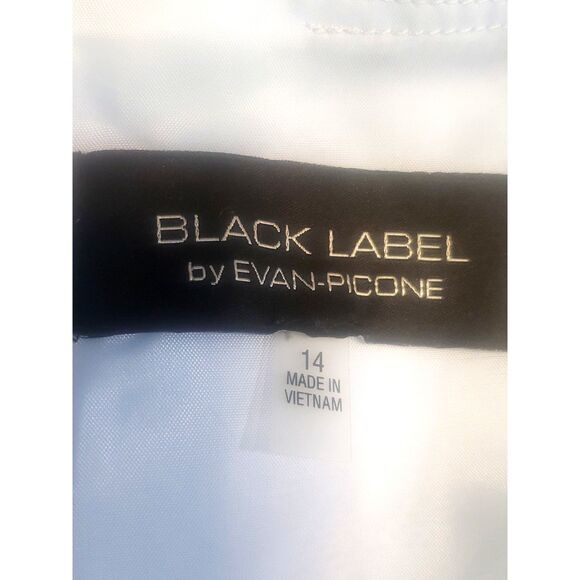 BLACK LABEL
by EVAN-PICONE
14
MADE IN
VIETNAM